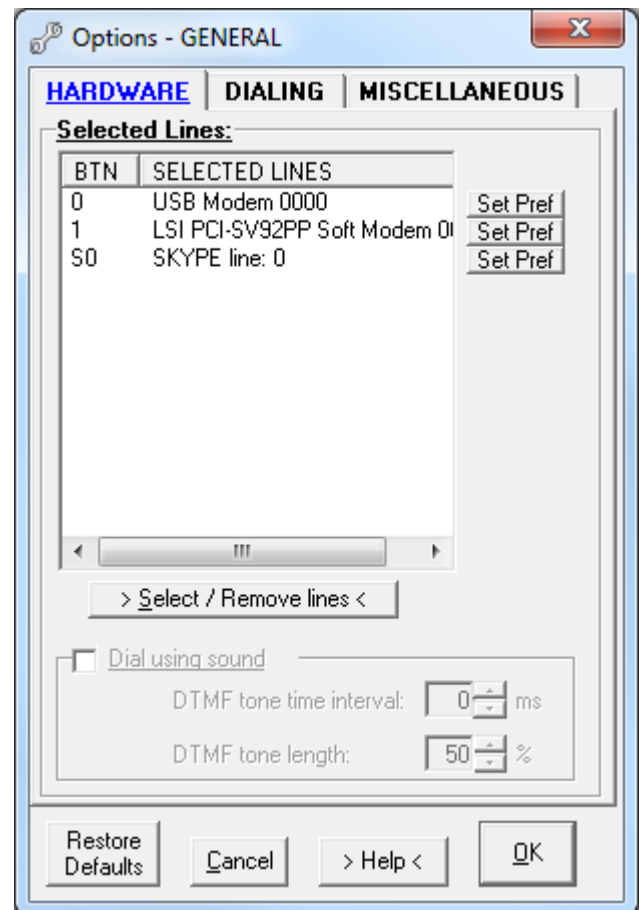 Options - GENERAL
HARDWARE DIALING MISCELLANEOUS
Selected Lines:
BTN SELECTED LINES
0 USB Modem 0000 Set Pref
1 LSI PCI-SV92PP Soft Modem Set Pref
S0 SKYPE line: 0 Set Pref
> Select / Remove lines <
Dial using sound
DTMF tone time interval: 0 ms
DTMF tone length: 50 %
Restore
Defaults
Cancel
> Help <
OK